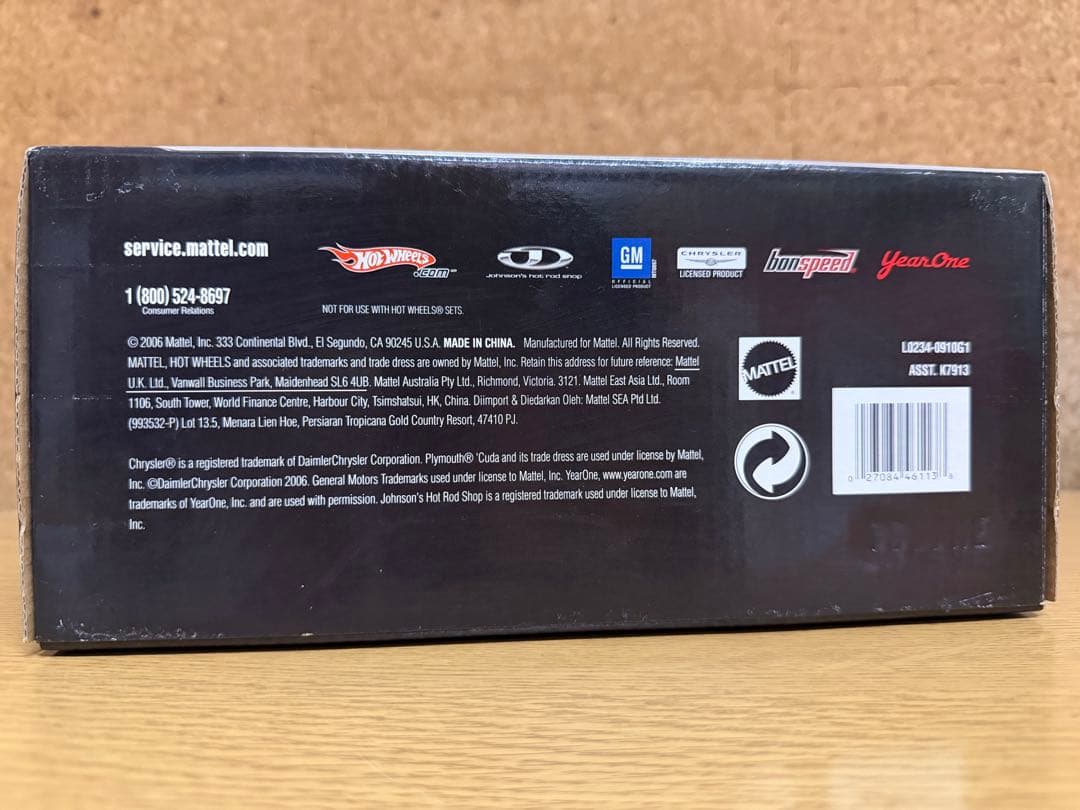 service.mattel.com
1 (800) 524-8697
Consumer Relations
HOT WHEELS
.com
Johnson's hot rod shop
GM
OFFICIAL
LICENSED PRODUCT
CHRYSLER
LICENSED PRODUCT
bonspeed
YearOne
NOT FOR USE WITH HOT WHEELS® SETS.
© 2006 Mattel, Inc. 333 Continental Blvd., El Segundo, CA 90245 U.S.A. MADE IN CHINA. Manufactured for Mattel. All Rights Reserved.
MATTEL, HOT WHEELS and associated trademarks and trade dress are owned by Mattel, Inc. Retain this address for future reference: Mattel
U.K. Ltd., Vanwall Business Park, Maidenhead SL6 4UB. Mattel Australia Pty Ltd., Richmond, Victoria. 3121. Mattel East Asia Ltd., Room
1106, South Tower, World Finance Centre, Harbour City, Tsimshatsui, HK, China. Diimport & Diedarkan Oleh: Mattel SEA Ptd Ltd.
(993532-P) Lot 13.5, Menara Lien Hoe, Persiaran Tropicana Gold Country Resort, 47410 PJ.
Chrysler® is a registered trademark of DaimlerChrysler Corporation. Plymouth® 'Cuda and its trade dress are used under license by Mattel,
Inc. ©DaimlerChrysler Corporation 2006. General Motors Trademarks used under license to Mattel, Inc. YearOne, www.yearone.com are
trademarks of YearOne, Inc. and are used with permission. Johnson's Hot Rod Shop is a registered trademark used under license to Mattel,
Inc.
MATTEL
L0234-0910G1
ASST. K7913
0 27084 46113 6